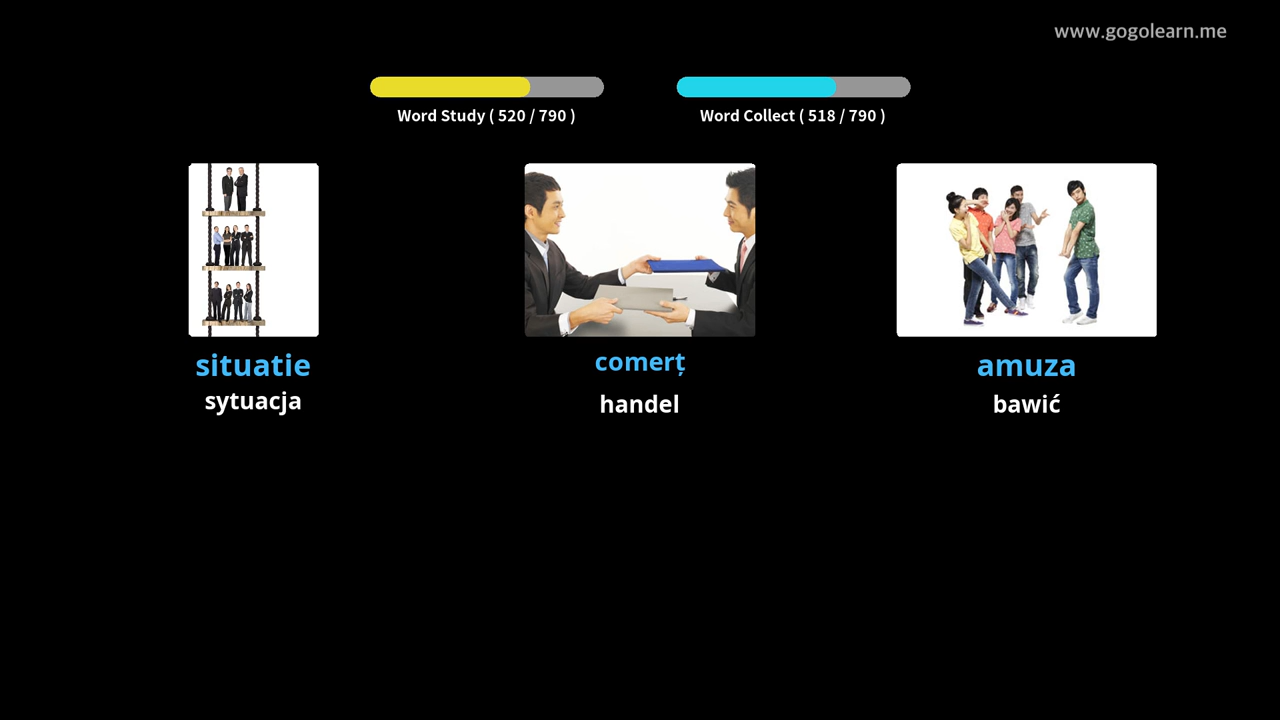 www.gogolearn.me
Word Study ( 520 / 790 )
Word Collect ( 518 / 790 )
situatie
comerț
amuza
sytuacja
handel
bawić